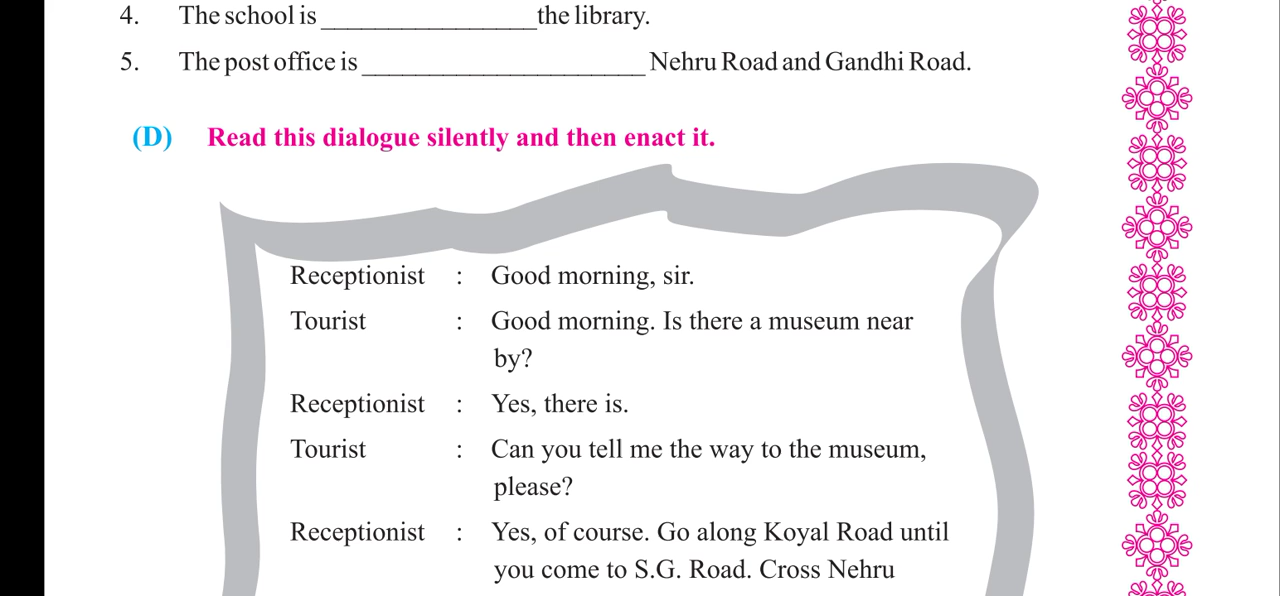 4. The school is ________________ the library.
5. The post office is _____________________ Nehru Road and Gandhi Road.
(D) Read this dialogue silently and then enact it.
Receptionist : Good morning, sir.
Tourist : Good morning. Is there a museum near
by?
Receptionist : Yes, there is.
Tourist : Can you tell me the way to the museum,
please?
Receptionist : Yes, of course. Go along Koyal Road until
you come to S.G. Road. Cross Nehru